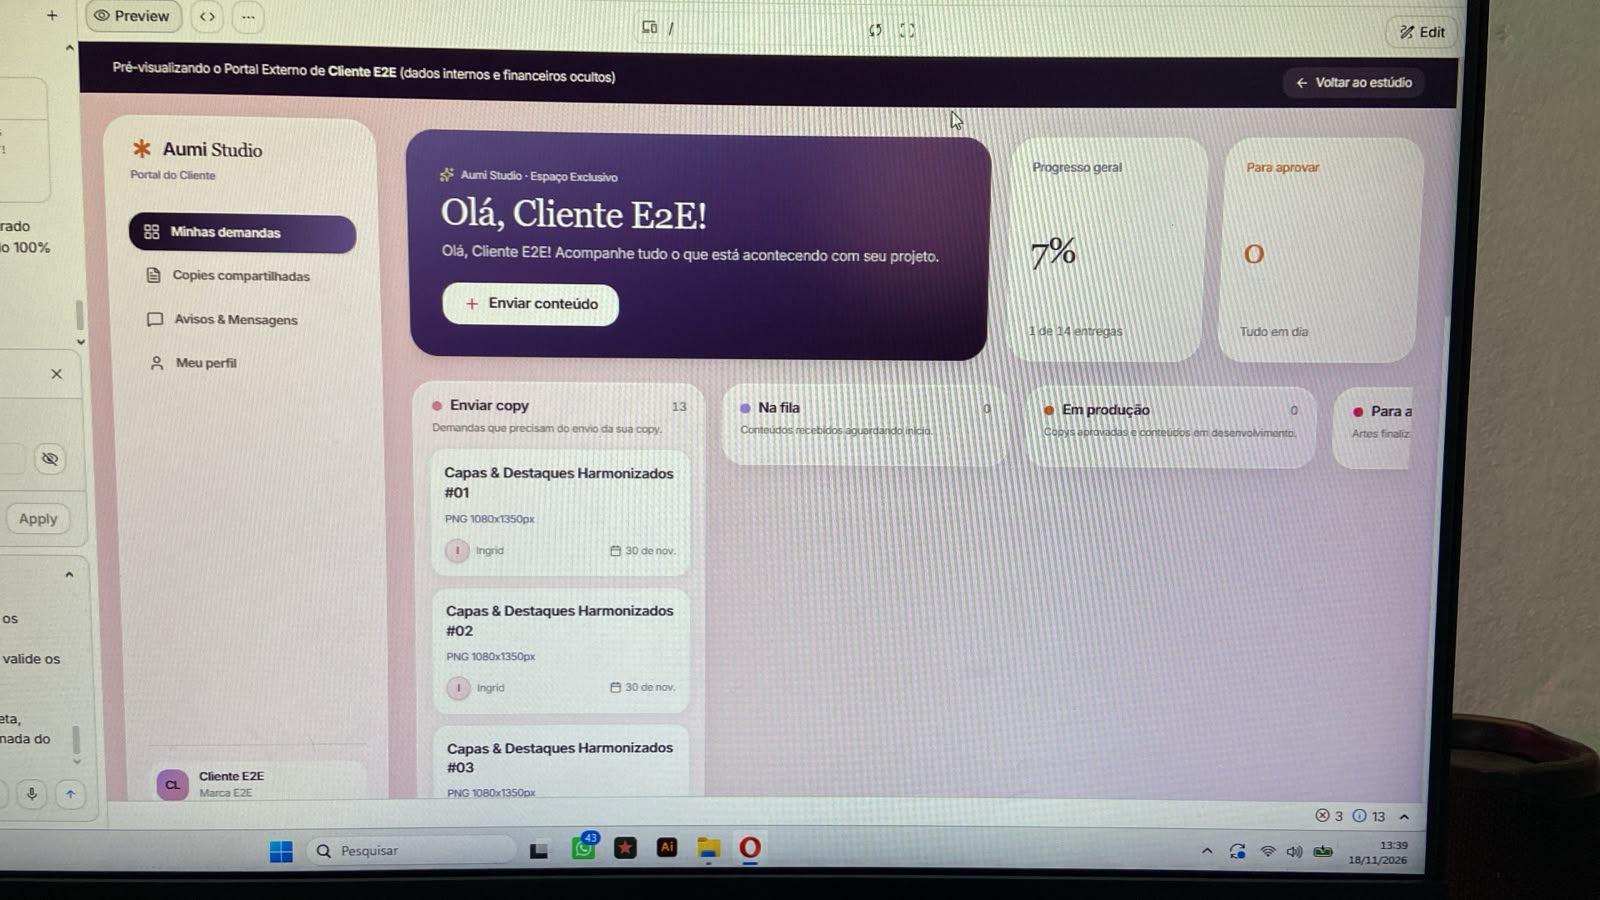 Preview
/
Edit
Pré-visualizando o Portal Externo de Cliente E2E (dados internos e financeiros ocultos)
Voltar ao estúdio
Aumi Studio
Portal do Cliente
Minhas demandas
Copies compartilhadas
Avisos & Mensagens
Meu perfil
Cliente E2E
Marca E2E
CL
Aumi Studio · Espaço Exclusivo
Olá, Cliente E2E!
Olá, Cliente E2E! Acompanhe tudo o que está acontecendo com seu projeto.
+ Enviar conteúdo
Progresso geral
7%
1 de 14 entregas
Para aprovar
0
Tudo em dia
Enviar copy 13
Demandas que precisam do envio da sua copy.
Capas & Destaques Harmonizados
#01
PNG 1080x1350px
I Ingrid 30 de nov.
Capas & Destaques Harmonizados
#02
PNG 1080x1350px
I Ingrid 30 de nov.
Capas & Destaques Harmonizados
#03
PNG 1080x1350px
Na fila 0
Conteúdos recebidos aguardando início.
Em produção 0
Copys aprovadas e conteúdos em desenvolvimento.
Para a
Artes finaliz
rado
o 100%
Apply
os
valide os
eta,
nada do
3 13
Pesquisar
43
Ai
13:39
18/11/2026